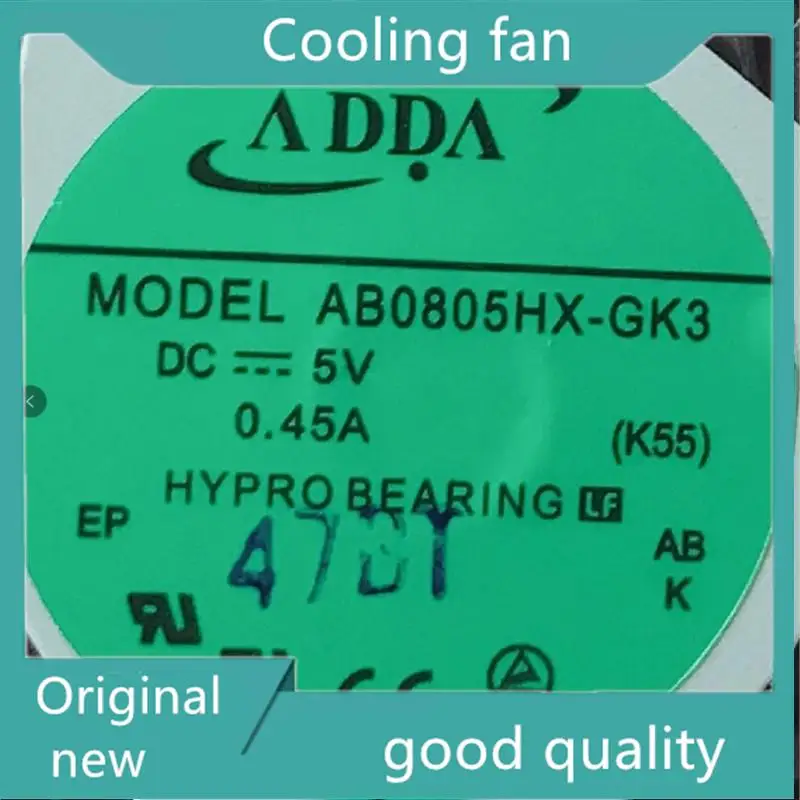 Cooling fan
ADDA
MODEL AB0805HX-GK3
DC 5V
0.45A
(K55)
HYPRO BEARING LF
EP
47DY
AB
K
Original
new
good quality